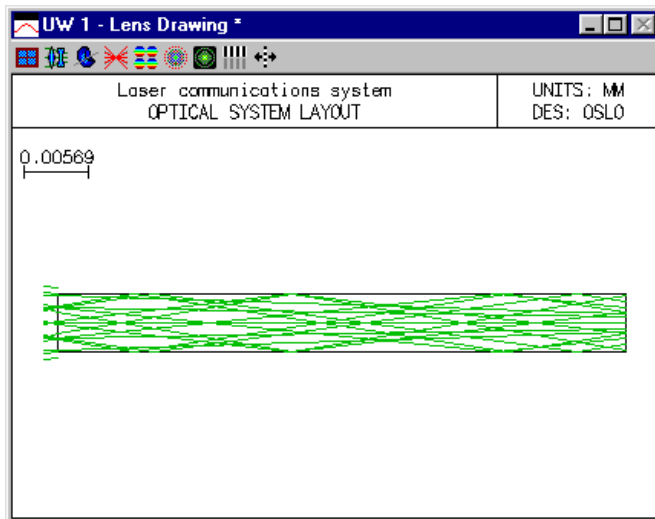 UW 1 - Lens Drawing *
Laser communications system
OPTICAL SYSTEM LAYOUT
UNITS: MM
DES: OSLO
0.00569